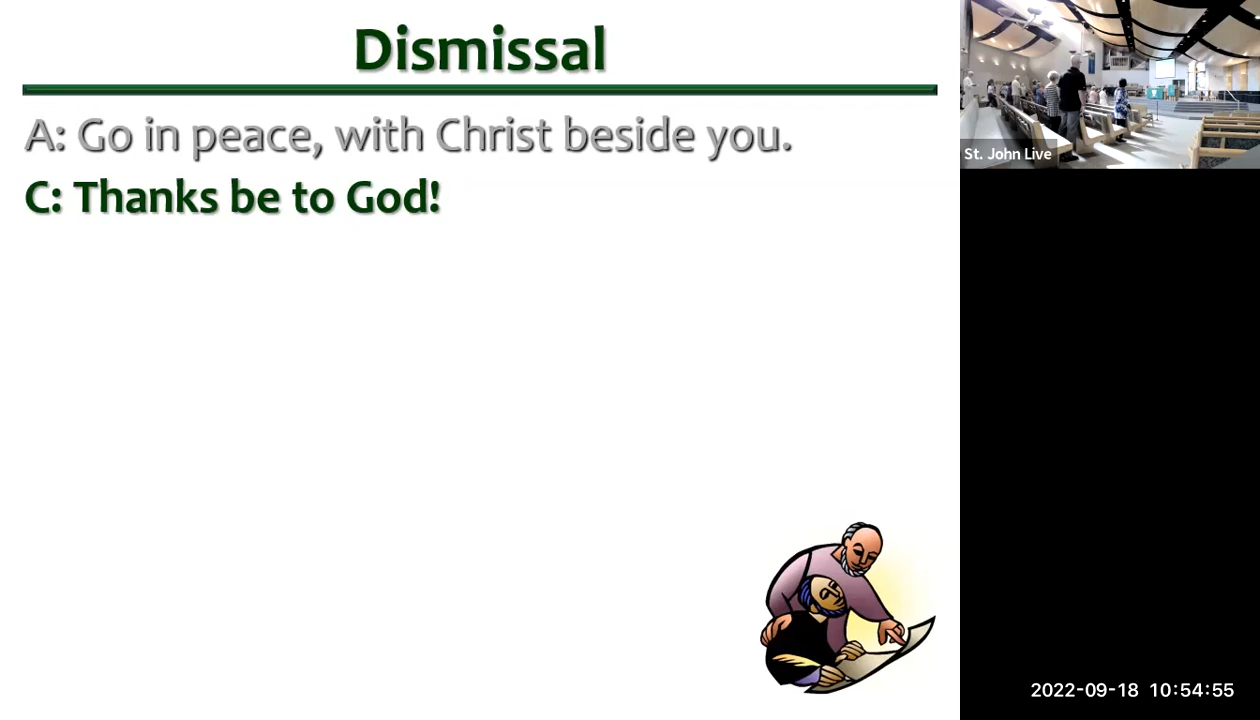 Dismissal
A: Go in peace, with Christ beside you.
C: Thanks be to God!
St. John Live
2022-09-18 10:54:55